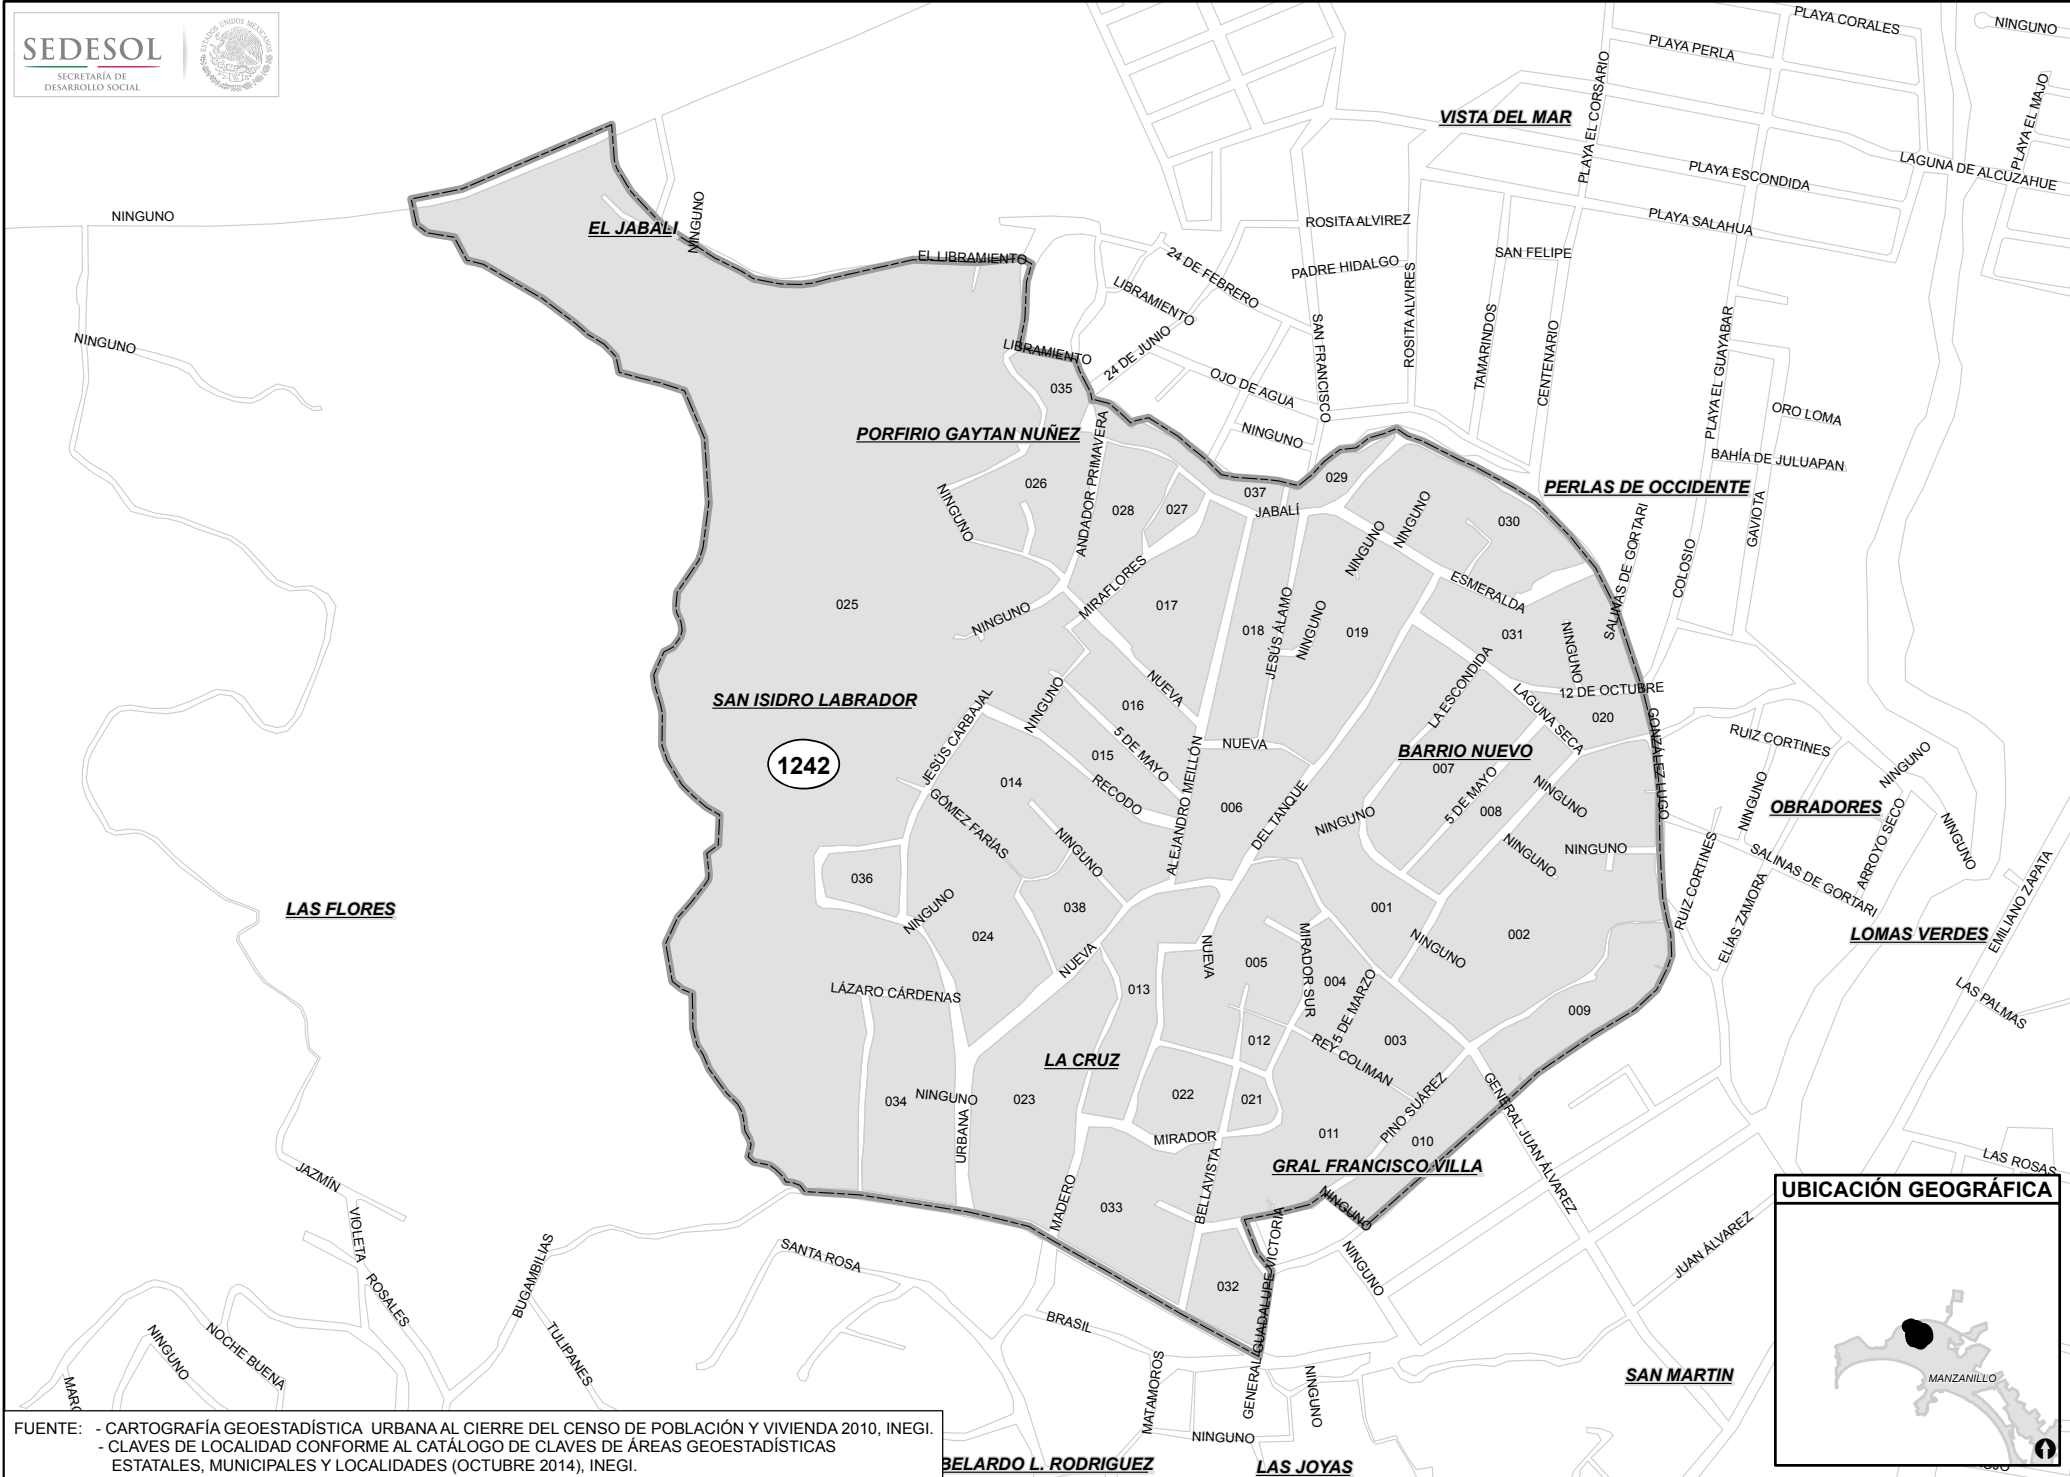 SEDESOL
SECRETARÍA DE
DESARROLLO SOCIAL
ESTADOS UNIDOS MEXICANOS
PLAYA CORALES
NINGUNO
PLAYA PERLA
PLAYA EL CORSARIO
PLAYA EL MAJO
VISTA DEL MAR
LAGUNA DE ALCUZAHUE
PLAYA ESCONDIDA
NINGUNO
EL JABALI
NINGUNO
ROSITA ALVIREZ
PLAYA SALAHUA
SAN FELIPE
EL LIBRAMIENTO
24 DE FEBRERO
PADRE HIDALGO
ROSITA ALVIRES
LIBRAMIENTO
SAN FRANCISCO
TAMARINDOS
CENTENARIO
PLAYA EL GUAYABAR
NINGUNO
LIBRAMIENTO
24 DE JUNIO
OJO DE AGUA
035
ORO LOMA
PORFIRIO GAYTAN NUÑEZ
NINGUNO
ANDADOR PRIMAVERA
BAHÍA DE JULUAPAN
026
029
037
PERLAS DE OCCIDENTE
NINGUNO
028
027
JABALÍ
NINGUNO
NINGUNO
030
SALINAS DE GORTARI
GAVIOTA
COLOSIO
MIRAFLORES
ESMERALDA
025
017
NINGUNO
JESÚS ÁLAMO
018
NINGUNO
019
031
NINGUNO
SAN ISIDRO LABRADOR
JESÚS CARBAJAL
NINGUNO
NUEVA
016
LA ESCONDIDA
12 DE OCTUBRE
LAGUNA SECA
020
GONZÁLEZ LUGO
1242
5 DE MAYO
015
NUEVA
BARRIO NUEVO
007
RUIZ CORTINES
NINGUNO
014
RECODO
ALEJANDRO MEILLÓN
006
DEL TANQUE
NINGUNO
5 DE MAYO
008
NINGUNO
NINGUNO
OBRADORES
GÓMEZ FARÍAS
NINGUNO
NINGUNO
NINGUNO
RUIZ CORTINES
SALINAS DE GORTARI
ARROYO SECO
NINGUNO
EMILIANO ZAPATA
036
LAS FLORES
NINGUNO
038
001
ELÍAS ZAMORA
024
NUEVA
NUEVA
MIRADOR SUR
NINGUNO
002
LOMAS VERDES
005
004
LÁZARO CÁRDENAS
013
5 DE MARZO
009
LAS PALMAS
012
REY COLIMAN
003
LA CRUZ
034
NINGUNO
023
022
021
PINO SUÁREZ
GENERAL JUAN ÁLVAREZ
URBANA
MIRADOR
011
010
GRAL FRANCISCO VILLA
LAS ROSAS
JAZMÍN
MADERO
033
BELLAVISTA
NINGUNO
VIOLETA
BUGAMBILIAS
SANTA ROSA
GENERAL GUADALUPE VICTORIA
NINGUNO
JUAN ÁLVAREZ
ROSALES
032
BRASIL
NINGUNO
NOCHE BUENA
TULIPANES
MATAMOROS
NINGUNO
SAN MARTIN
MARG
NINGUNO
BELARDO L. RODRIGUEZ
LAS JOYAS
UBICACIÓN GEOGRÁFICA
MANZANILLO
FUENTE: - CARTOGRAFÍA GEOESTADÍSTICA URBANA AL CIERRE DEL CENSO DE POBLACIÓN Y VIVIENDA 2010, INEGI.
- CLAVES DE LOCALIDAD CONFORME AL CATÁLOGO DE CLAVES DE ÁREAS GEOESTADÍSTICAS
ESTATALES, MUNICIPALES Y LOCALIDADES (OCTUBRE 2014), INEGI.